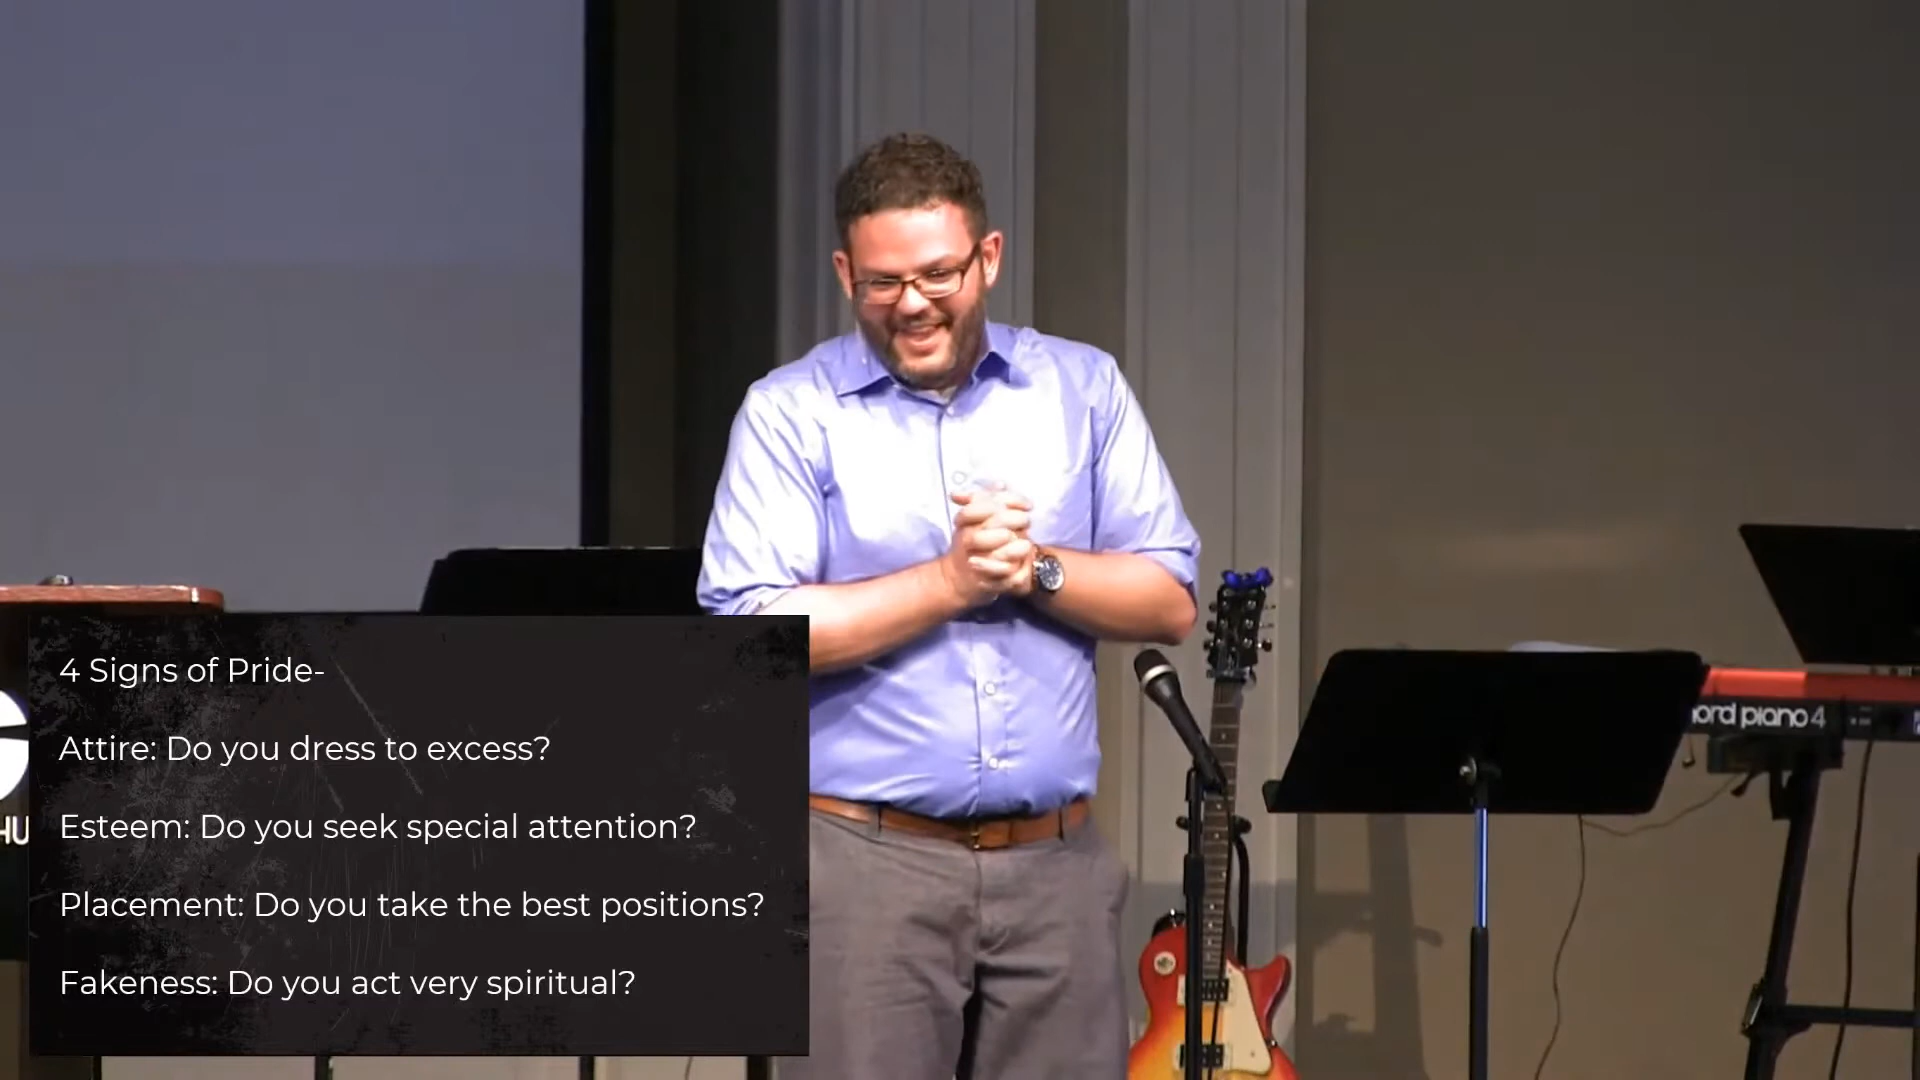 4 Signs of Pride-
Attire: Do you dress to excess?
Esteem: Do you seek special attention?
Placement: Do you take the best positions?
Fakeness: Do you act very spiritual?
piano 4